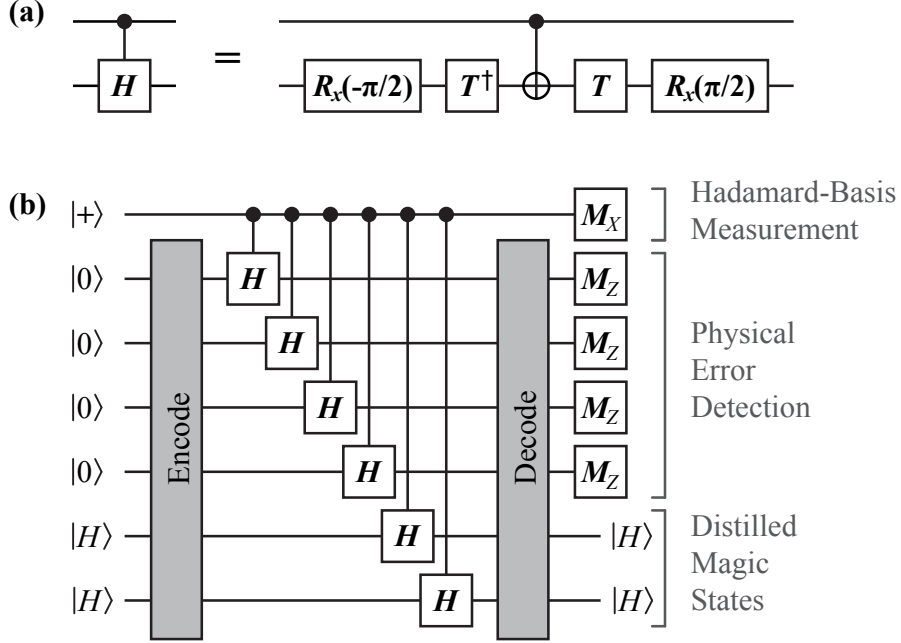 (a)
H = R_x(-π/2) T† T R_x(π/2)
(b)
|+⟩ M_X Hadamard-Basis
Measurement
|0⟩ H M_Z
|0⟩ H M_Z Physical
|0⟩ H M_Z Error
Detection
|0⟩ H M_Z
Encode Decode
|H⟩ H |H⟩ Distilled
Magic
|H⟩ H |H⟩ States